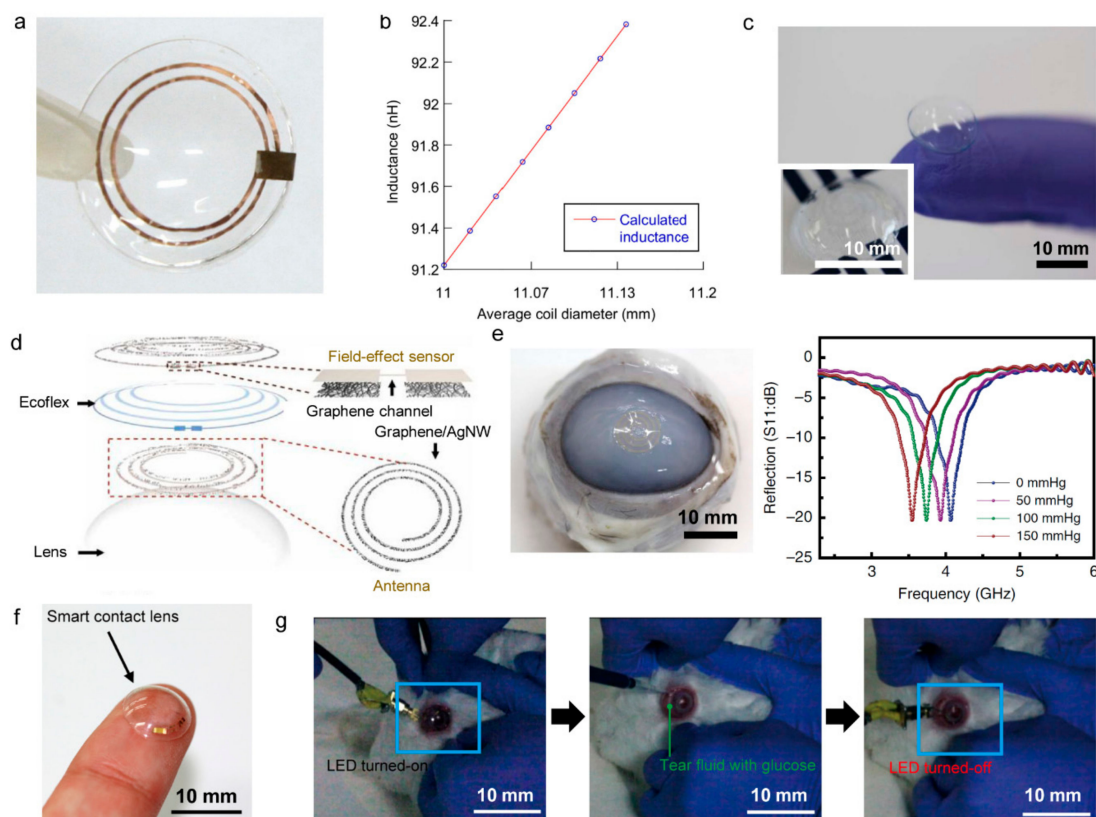 a
b
92.4
92.2
92
91.8
91.6
91.4
91.2
Inductance (nH)
Calculated
inductance
11
11.07
11.13
11.2
Average coil diameter (mm)
c
10 mm
10 mm
d
Field-effect sensor
Ecoflex
Graphene channel
Graphene/AgNW
Lens
Antenna
e
10 mm
0
−5
−10
−15
−20
−25
Reflection (S11:dB)
0 mmHg
50 mmHg
100 mmHg
150 mmHg
3
4
5
6
Frequency (GHz)
f
Smart contact lens
10 mm
g
LED turned-on
10 mm
Tear fluid with glucose
10 mm
LED turned-off
10 mm